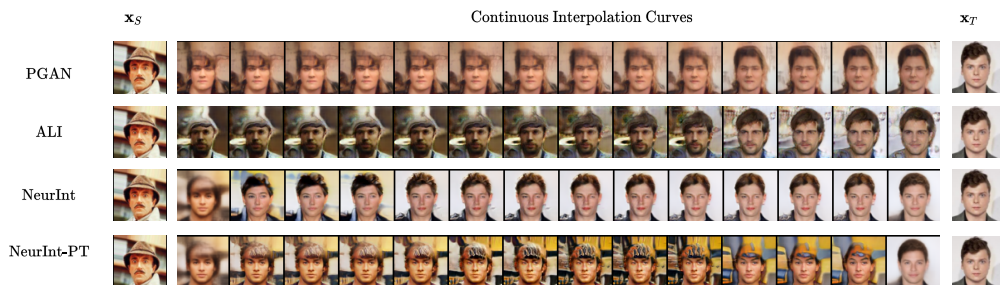 x_S Continuous Interpolation Curves x_T
PGAN
ALI
NeurInt
NeurInt-PT